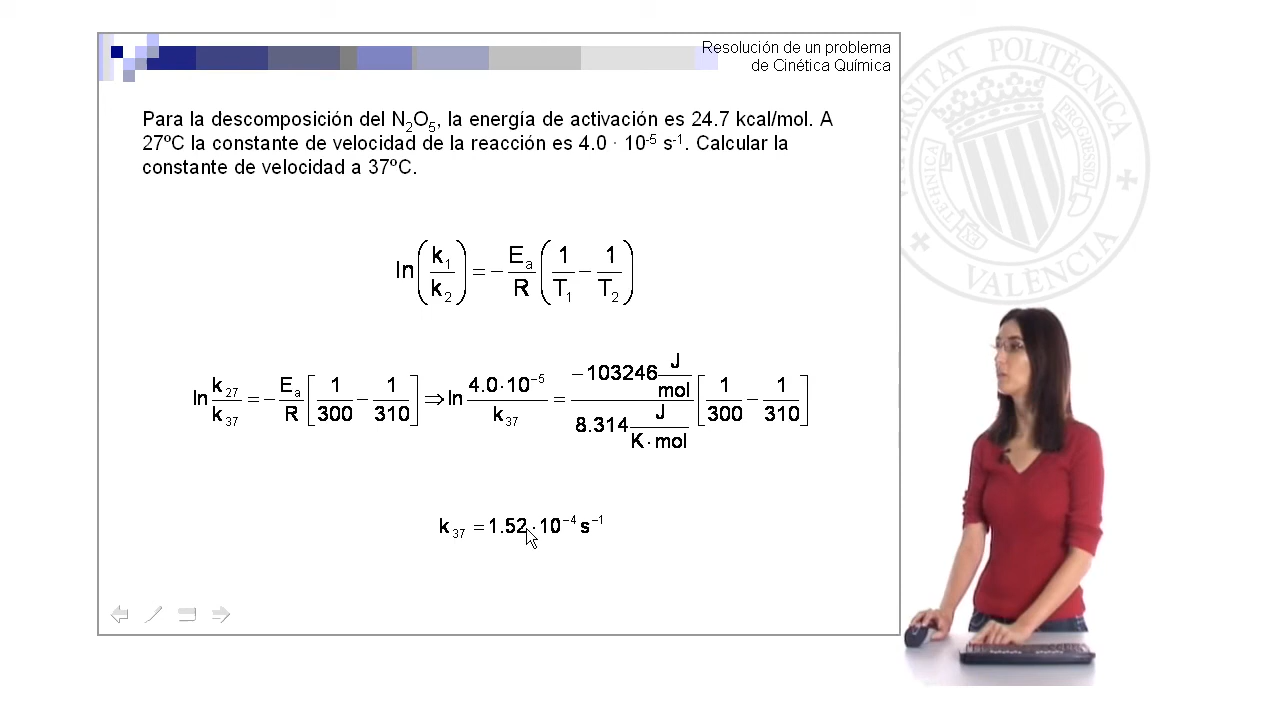 Resolución de un problema
de Cinética Química
Para la descomposición del N₂O₅, la energía de activación es 24.7 kcal/mol. A
27ºC la constante de velocidad de la reacción es 4.0 · 10⁻⁵ s⁻¹. Calcular la
constante de velocidad a 37ºC.
ln(k₁/k₂) = −Eₐ/R (1/T₁ − 1/T₂)
ln k₂₇/k₃₇ = −Eₐ/R [1/300 − 1/310] ⇒ ln 4.0·10⁻⁵/k₃₇ = −103246 J/mol / 8.314 J/K·mol [1/300 − 1/310]
k₃₇ = 1.52·10⁻⁴ s⁻¹
UNIVERSITAT POLITÈCNICA
VALÈNCIA